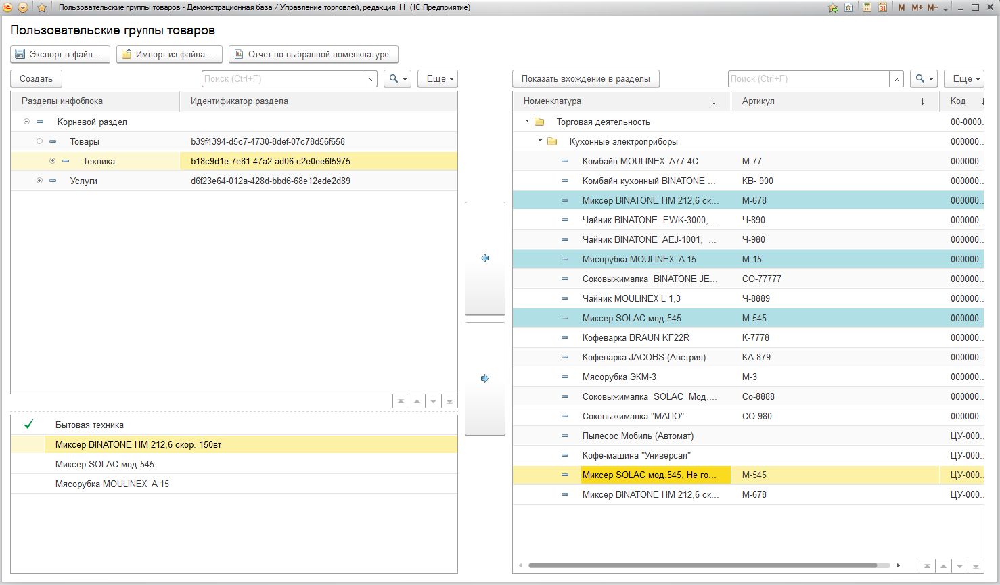 Пользовательские группы товаров - Демонстрационная база / Управление торговлей, редакция 11 (1С:Предприятие)
M M+ M-
Пользовательские группы товаров
Экспорт в файл...
Импорт из файла...
Отчет по выбранной номенклатуре
Создать
Поиск (Ctrl+F)
Еще
Показать вхождение в разделы
Поиск (Ctrl+F)
Еще
Разделы инфоблока Идентификатор раздела
Корневой раздел
Товары b39f4394-d5c7-4730-8def-07c78d56f658
Техника b18c9d1e-7e81-47a2-ad06-c2e0ee6f5975
Услуги d6f23e64-012a-428d-bbd6-68e12ede2d89
Бытовая техника
Миксер BINATONE HM 212,6 скор. 150вт
Миксер SOLAC мод.545
Мясорубка MOULINEX A 15
Номенклатура Артикул Код
Торговая деятельность 00-0000...
Кухонные электроприборы 000000...
Комбайн MOULINEX A77 4C М-77 000000...
Комбайн кухонный BINATONE ... КВ- 900 000000...
Миксер BINATONE HM 212,6 ск... М-678 000000...
Чайник BINATONE EWK-3000, ... Ч-890 000000...
Чайник BINATONE AEJ-1001, ... Ч-980 000000...
Мясорубка MOULINEX A 15 М-15 000000...
Соковыжималка BINATONE JE... СО-77777 000000...
Чайник MOULINEX L 1,3 Ч-8889 000000...
Миксер SOLAC мод.545 М-545 000000...
Кофеварка BRAUN KF22R К-7778 000000...
Кофеварка JACOBS (Австрия) КА-879 000000...
Мясорубка ЭКМ-3 М-3 000000...
Соковыжималка SOLAC Мод.... Со-8888 000000...
Соковыжималка "МАПО" СО-980 000000...
Пылесос Мобиль (Автомат) ЦУ-000...
Кофе-машина "Универсал" ЦУ-000...
Миксер SOLAC мод.545, Не го... М-545 ЦУ-000...
Миксер BINATONE HM 212,6 ск... М-678 ЦУ-000...